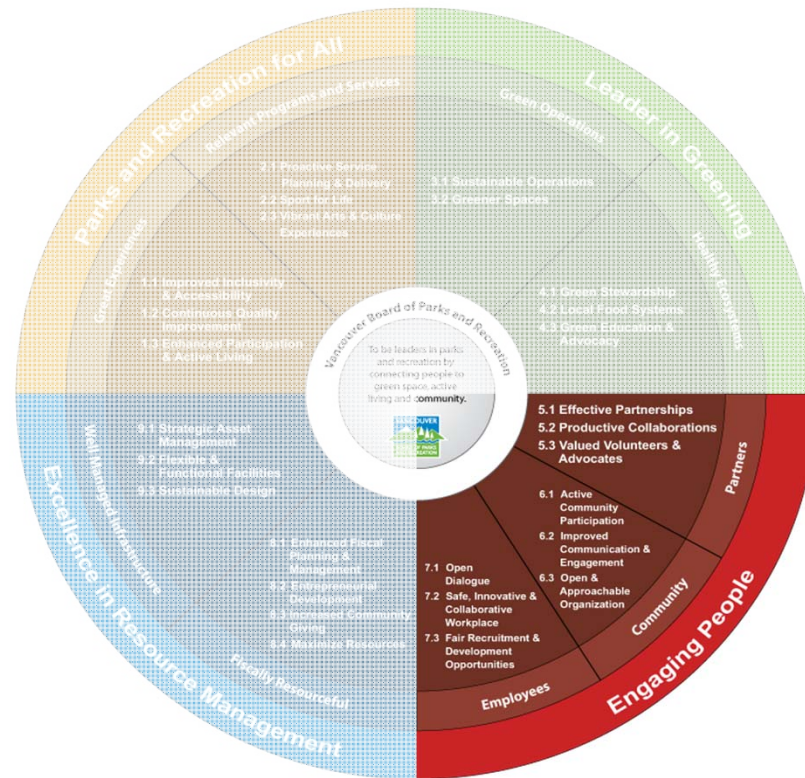 Parks and Recreation for All
Relevant Programs and Services
2.1 Proactive Service
Planning & Delivery
2.2 Sport for Life
2.3 Vibrant Arts & Culture
Experiences
Great Experiences
1.1 Improved Inclusivity
& Accessibility
1.2 Continuous Quality
Improvement
1.3 Enhanced Participation
& Active Living
Leader in Greening
Green Operations
3.1 Sustainable Operations
3.2 Greener Spaces
Healthy Ecosystems
4.1 Green Stewardship
4.2 Local Food Systems
4.3 Green Education &
Advocacy
Vancouver Board of Parks and Recreation
To be leaders in parks
and recreation by
connecting people to
green space, active
living and community.
Engaging People
Partners
5.1 Effective Partnerships
5.2 Productive Collaborations
5.3 Valued Volunteers &
Advocates
Community
6.1 Active
Community
Participation
6.2 Improved
Communication &
Engagement
6.3 Open &
Approachable
Organization
Employees
7.1 Open
Dialogue
7.2 Safe, Innovative &
Collaborative
Workplace
7.3 Fair Recruitment &
Development
Opportunities
Excellence in Resource Management
Fiscally Resourceful
8.1 Enhanced Fiscal
Planning &
Management
8.2 Entrepreneurial
Development
8.3 Increased Community
Giving
8.4 Maximize Resources
Well Managed Infrastructure
9.1 Strategic Asset
Management
9.2 Flexible &
Functional Facilities
9.3 Sustainable Design